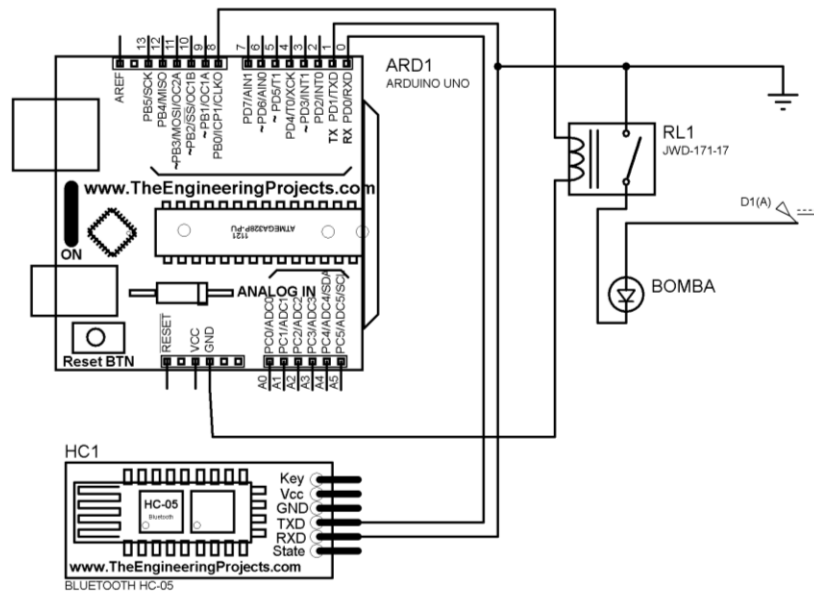 ARD1
ARDUINO UNO
AREF
13
12
11
10
9
8
7
6
5
4
3
2
1
0
PB5/SCK
PB4/MISO
~PB3/MOSI/OC2A
~PB2/SS/OC1B
~PB1/OC1A
PB0/ICP1/CLKO
PD7/AIN1
~PD6/AIN0
~PD5/T1
PD4/T0/XCK
~PD3/INT1
PD2/INT0
TX PD1/TXD
RX PD0/RXD
www.TheEngineeringProjects.com
ATMEGA328P-PU
1121
ON
ANALOG IN
Reset BTN
RESET
VCC
GND
PC0/ADC0
PC1/ADC1
PC2/ADC2
PC3/ADC3
PC4/ADC4/SDA
PC5/ADC5/SCL
A0
A1
A2
A3
A4
A5
RL1
JWD-171-17
D1(A)
BOMBA
HC1
HC-05
Bluetooth
Key
Vcc
GND
TXD
RXD
State
www.TheEngineeringProjects.com
BLUETOOTH HC-05